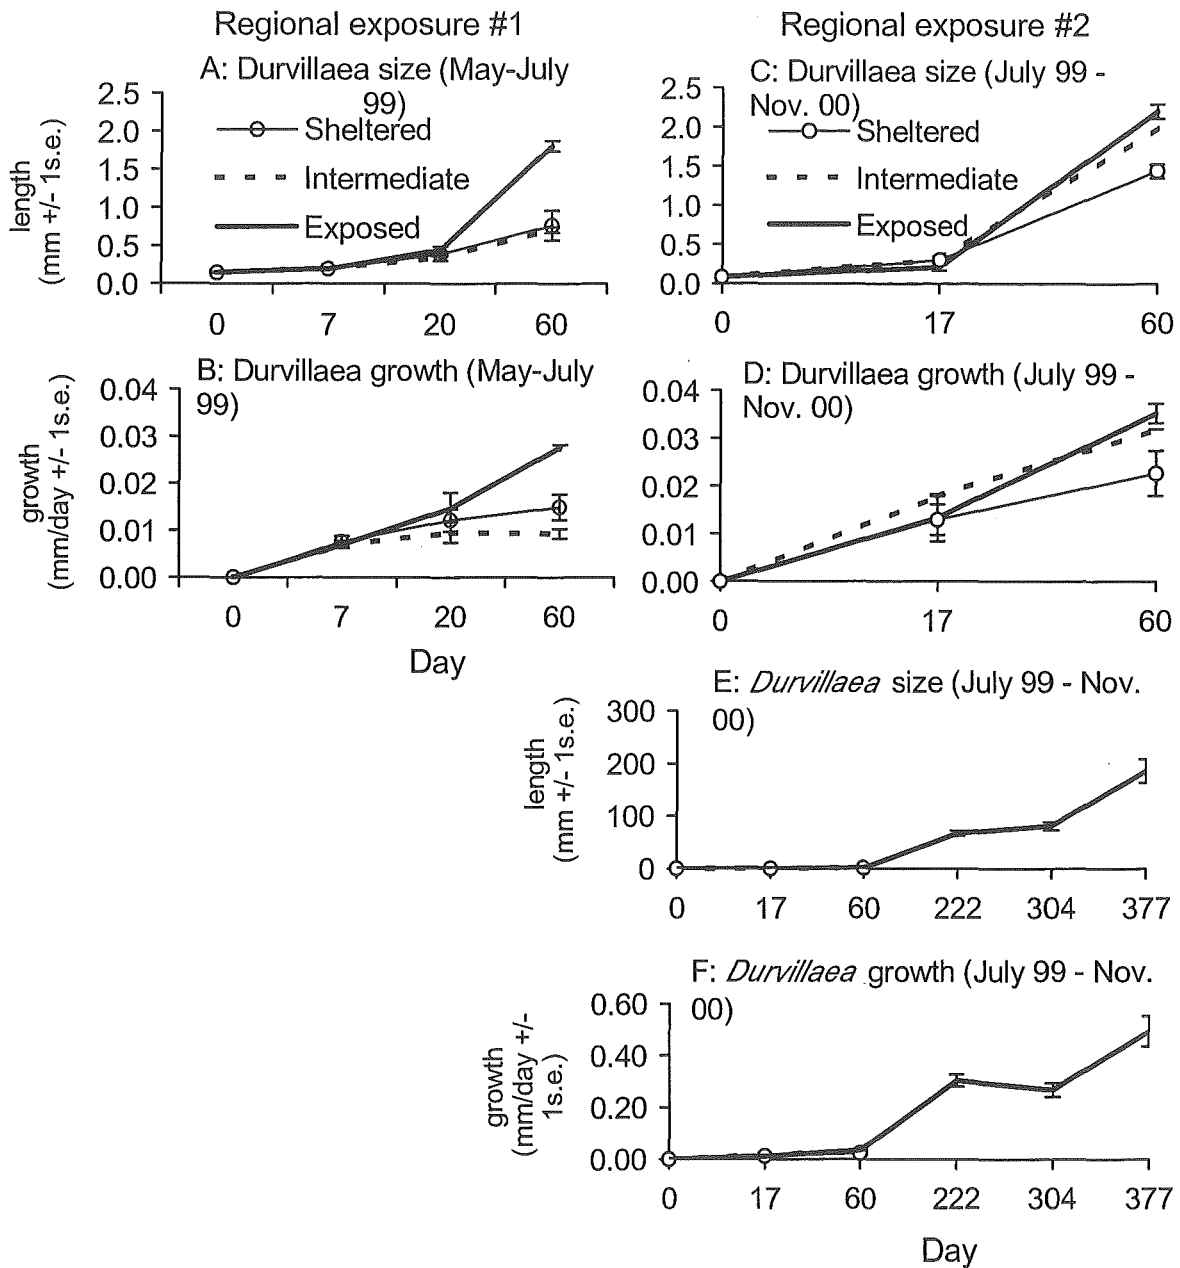 Regional exposure #1
Regional exposure #2
A: Durvillaea size (May-July
99)
2.5
2.0
1.5
1.0
0.5
0.0
length
(mm +/- 1s.e.)
Sheltered
Intermediate
Exposed
0 7 20 60
C: Durvillaea size (July 99 -
Nov. 00)
2.5
2.0
1.5
1.0
0.5
0.0
Sheltered
Intermediate
Exposed
0 17 60
B: Durvillaea growth (May-July
99)
0.04
0.03
0.02
0.01
0.00
growth
(mm/day +/- 1s.e.)
0 7 20 60
Day
D: Durvillaea growth (July 99 -
Nov. 00)
0.04
0.03
0.02
0.01
0.00
0 17 60
E: Durvillaea size (July 99 - Nov.
00)
300
200
100
0
length
(mm +/- 1s.e.)
0 17 60 222 304 377
F: Durvillaea growth (July 99 - Nov.
00)
0.60
0.40
0.20
0.00
growth
(mm/day +/-
1s.e.)
0 17 60 222 304 377
Day